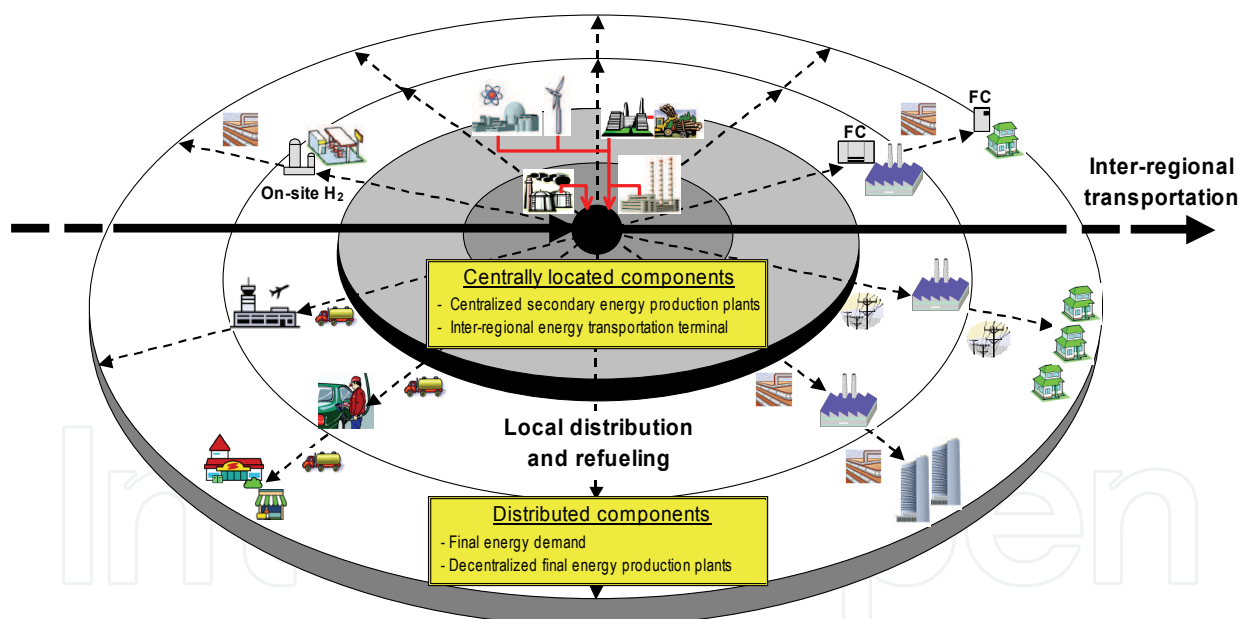 FC
FC
On-site H₂
Inter-regional
transportation
Centrally located components
- Centralized secondary energy production plants
- Inter-regional energy transportation terminal
Local distribution
and refueling
Distributed components
- Final energy demand
- Decentralized final energy production plants